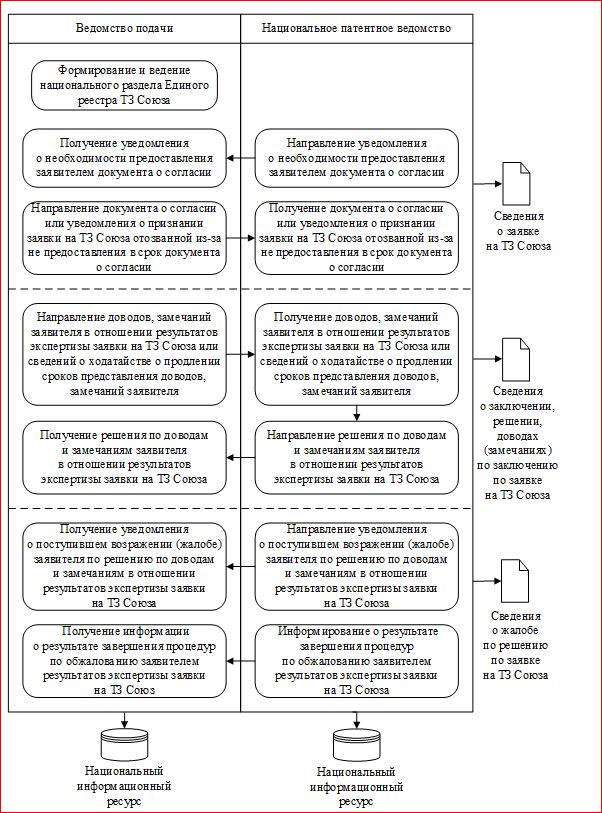 Ведомство подачи
Национальное патентное ведомство
Формирование и ведение
национального раздела Единого
реестра ТЗ Союза
Получение уведомления
о необходимости предоставления
заявителем документа о согласии
Направление уведомления
о необходимости предоставления
заявителем документа о согласии
Сведения
о заявке
на ТЗ Союза
Направление документа о согласии
или уведомления о признании
заявки на ТЗ Союза отозванной из-за
не предоставления в срок документа
о согласии
Получение документа о согласии
или уведомления о признании
заявки на ТЗ Союза отозванной из-за
не предоставления в срок документа
о согласии
Направление доводов, замечаний
заявителя в отношении результатов
экспертизы заявки на ТЗ Союза или
сведений о ходатайстве о продлении
сроков представления доводов,
замечаний заявителя
Получение доводов, замечаний
заявителя в отношении результатов
экспертизы заявки на ТЗ Союза или
сведений о ходатайстве о продлении
сроков представления доводов,
замечаний заявителя
Сведения
о заключении,
решении,
доводах
(замечаниях)
по заключению
по заявке
на ТЗ Союза
Получение решения по доводам
и замечаниям заявителя
в отношении результатов
экспертизы заявки на ТЗ Союза
Направление решения по доводам
и замечаниям заявителя
в отношении результатов
экспертизы заявки на ТЗ Союза
Получение уведомления
о поступившем возражении (жалобе)
заявителя по решению по доводам
и замечаниям в отношении
результатов экспертизы заявки
на ТЗ Союза
Направление уведомления
о поступившем возражении (жалобе)
заявителя по решению по доводам
и замечаниям в отношении
результатов экспертизы заявки
на ТЗ Союза
Сведения
о жалобе
по решению
по заявке
на ТЗ Союза
Получение информации
о результате завершения процедур
по обжалованию заявителем
результатов экспертизы заявки
на ТЗ Союз
Информирование о результате
завершения процедур
по обжалованию заявителем
результатов экспертизы заявки
на ТЗ Союза
Национальный
информационный
ресурс
Национальный
информационный
ресурс